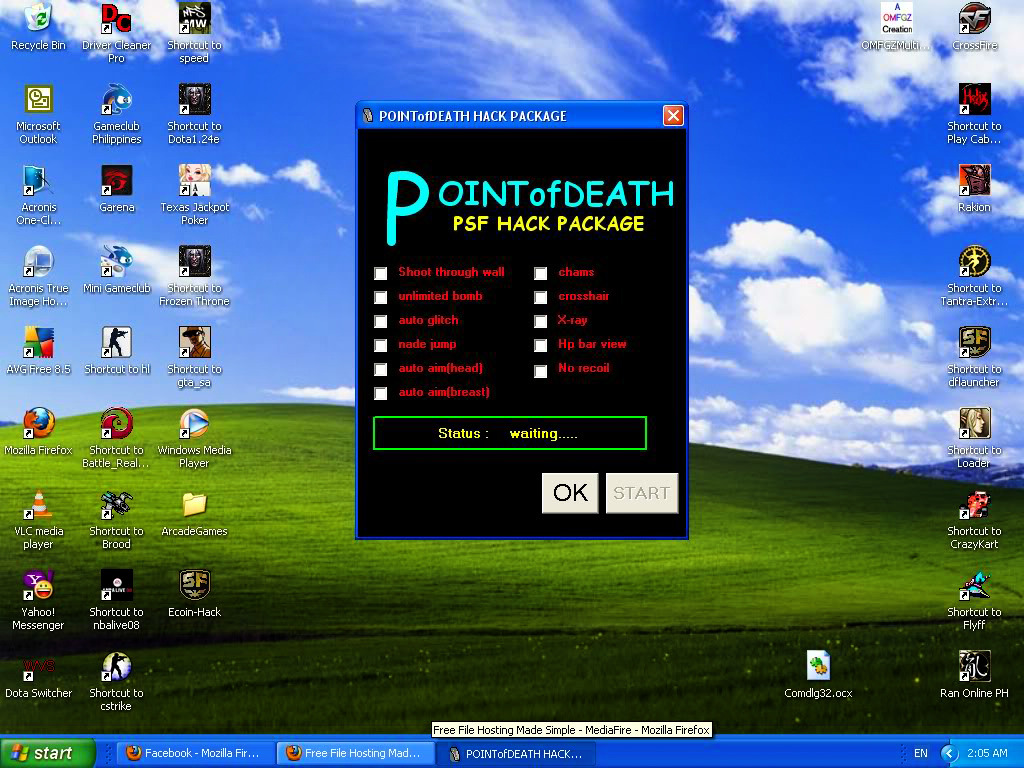 Recycle Bin
Driver Cleaner
Pro
NFS
MW
Shortcut to
speed
A
OMFGZ
Creation
OMFGZMulti...
CrossFire
Microsoft
Outlook
Gameclub
Philippines
Shortcut to
Dota1.24e
Shortcut to
Play Cab...
Acronis
One-Cl...
Garena
Texas Jackpot
Poker
Rakion
Acronis True
Image Ho...
Mini Gameclub
Shortcut to
Frozen Throne
Shortcut to
Tantra-Extr...
AVG Free 8.5
Shortcut to hl
Shortcut to
gta_sa
SF
Shortcut to
dflauncher
Mozilla Firefox
Shortcut to
Battle_Real...
Windows Media
Player
Shortcut to
Loader
VLC media
player
Shortcut to
Brood
ArcadeGames
Shortcut to
CrazyKart
Yahoo!
Messenger
Shortcut to
nbalive08
SF
Ecoin-Hack
Shortcut to
Flyff
Dota Switcher
Shortcut to
cstrike
Comdlg32.ocx
Ran Online PH
POINTofDEATH HACK PACKAGE
POINTofDEATH
PSF HACK PACKAGE
Shoot through wall
chams
unlimited bomb
crosshair
auto glitch
X-ray
nade jump
Hp bar view
auto aim(head)
No recoil
auto aim(breast)
Status : waiting.....
OK
START
Free File Hosting Made Simple - MediaFire - Mozilla Firefox
start
Facebook - Mozilla Fir...
Free File Hosting Mad...
POINTofDEATH HACK...
EN
2:05 AM